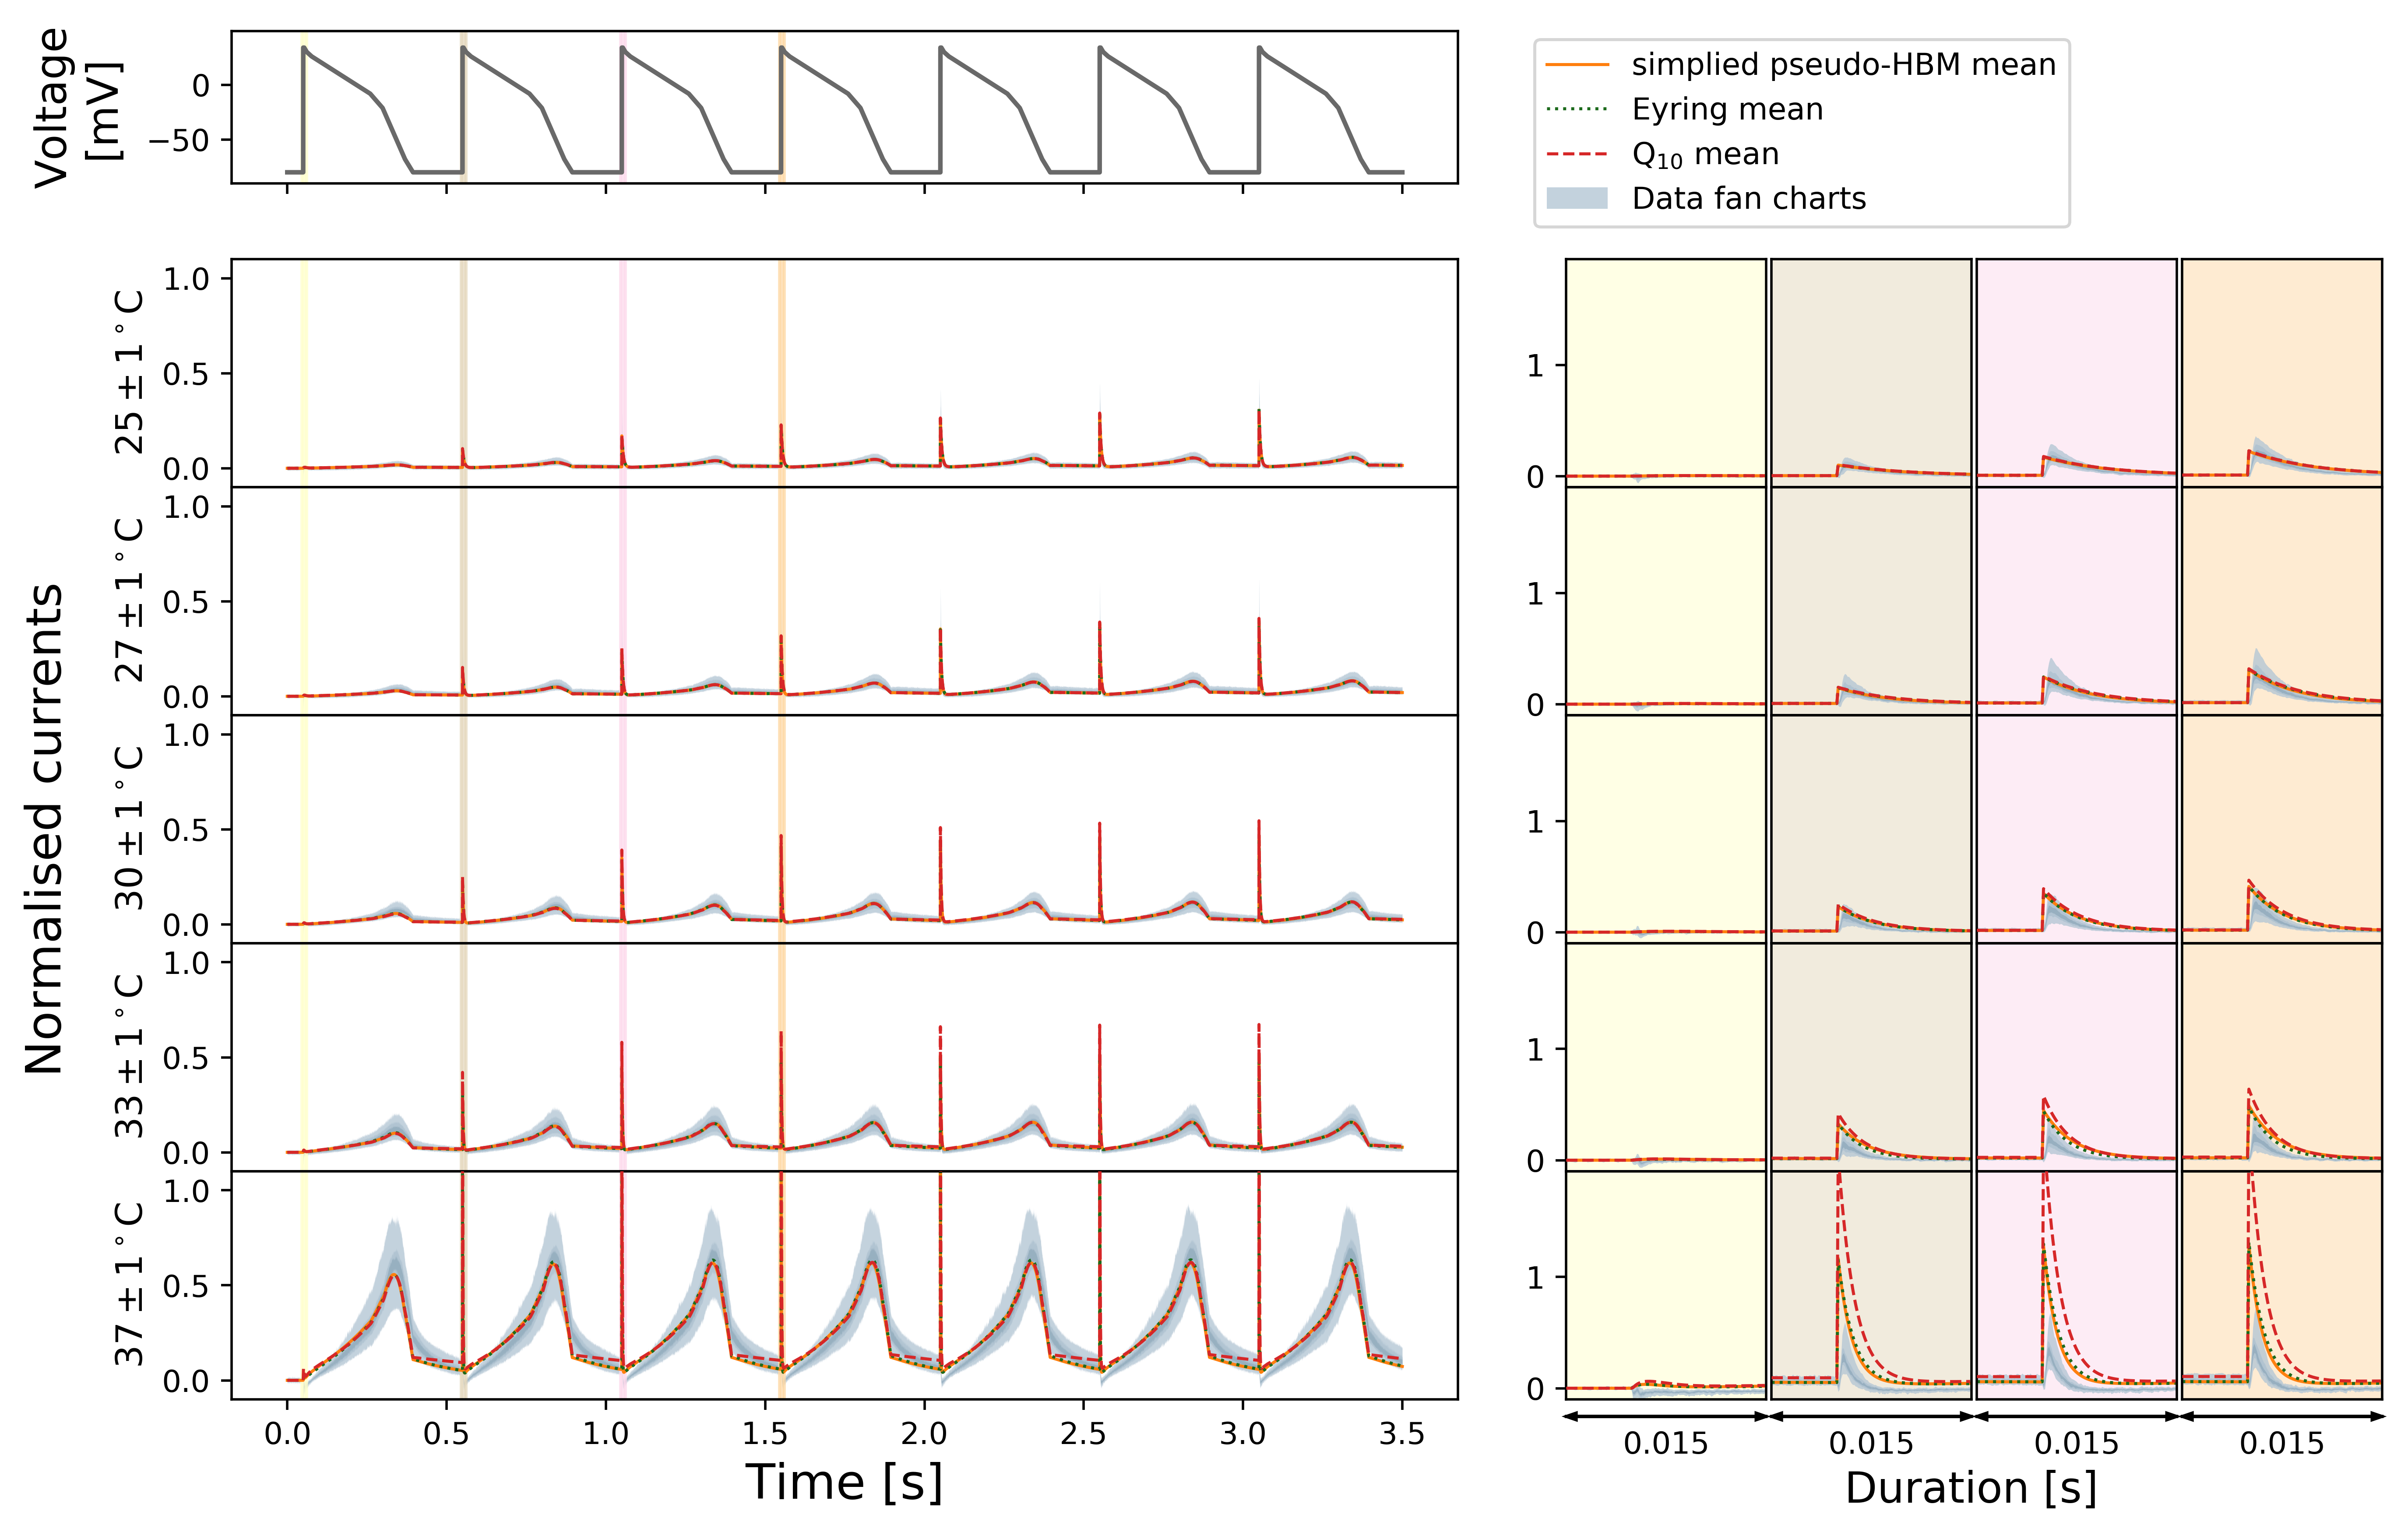 Voltage
[mV]
0
−50
simplied pseudo-HBM mean
Eyring mean
Q10 mean
Data fan charts
Normalised currents
25 ± 1°C
1.0
0.5
0.0
1
0
27 ± 1°C
1.0
0.5
0.0
1
0
30 ± 1°C
1.0
0.5
0.0
1
0
33 ± 1°C
1.0
0.5
0.0
1
0
37 ± 1°C
1.0
0.5
0.0
1
0
0.0 0.5 1.0 1.5 2.0 2.5 3.0 3.5
Time [s]
0.015 0.015 0.015 0.015
Duration [s]